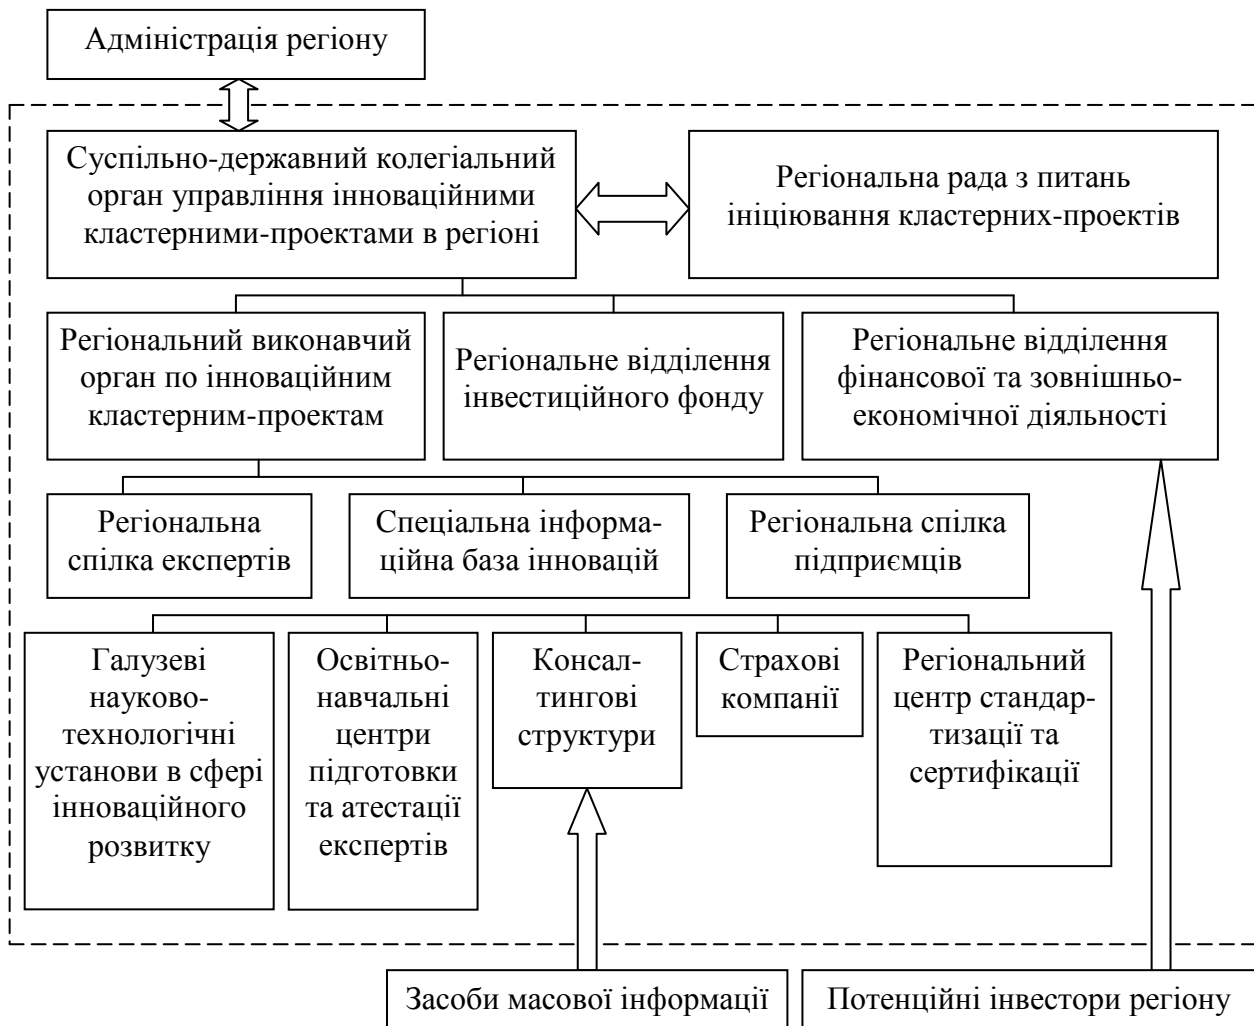 Адміністрація регіону
Суспільно-державний колегіальний
орган управління інноваційними
кластерними-проектами в регіоні
Регіональна рада з питань
ініціювання кластерних-проектів
Регіональний виконавчий
орган по інноваційним
кластерним-проектам
Регіональне відділення
інвестиційного фонду
Регіональне відділення
фінансової та зовнішньо-
економічної діяльності
Регіональна
спілка експертів
Спеціальна інформа-
ційна база інновацій
Регіональна спілка
підприємців
Галузеві
науково-
технологічні
установи в сфері
інноваційного
розвитку
Освітньо-
навчальні
центри
підготовки
та атестації
експертів
Консал-
тингові
структури
Страхові
компанії
Регіональний
центр стандар-
тизації та
сертифікації
Засоби масової інформації
Потенційні інвестори регіону